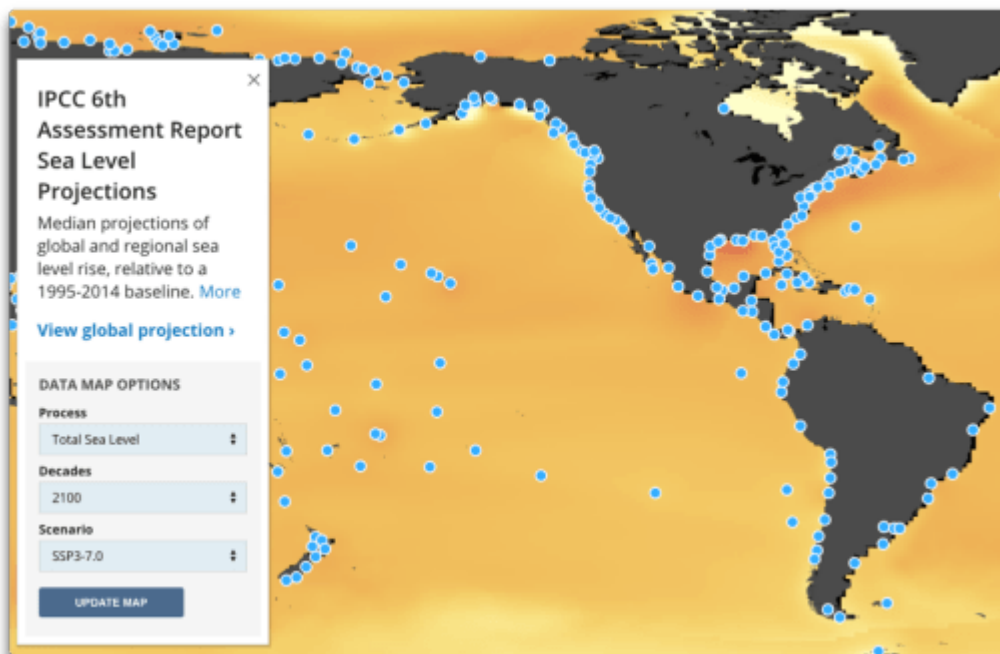 IPCC 6th
Assessment Report
Sea Level
Projections
Median projections of
global and regional sea
level rise, relative to a
1995-2014 baseline. More
View global projection ›
DATA MAP OPTIONS
Process
Total Sea Level
Decades
2100
Scenario
SSP3-7.0
UPDATE MAP